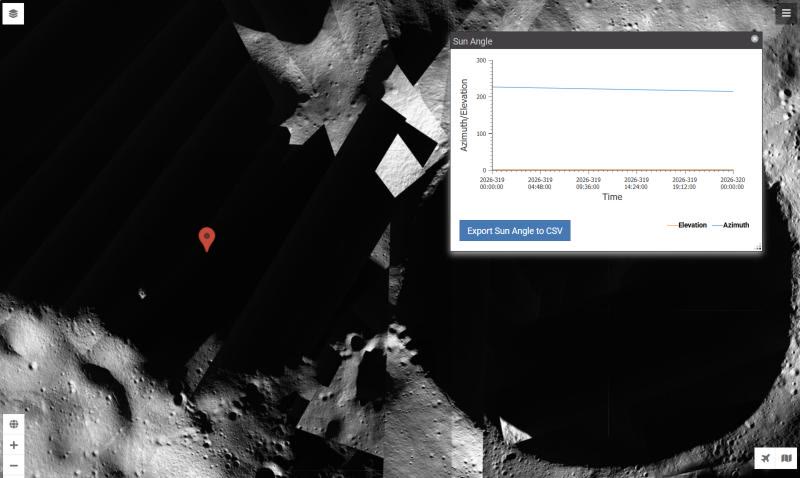 Sun Angle
300
200
100
0
Azimuth/Elevation
2026-319 2026-319 2026-319 2026-319 2026-319 2026-320
00:00:00 04:48:00 09:36:00 14:24:00 19:12:00 00:00:00
Time
Export Sun Angle to CSV
Elevation Azimuth